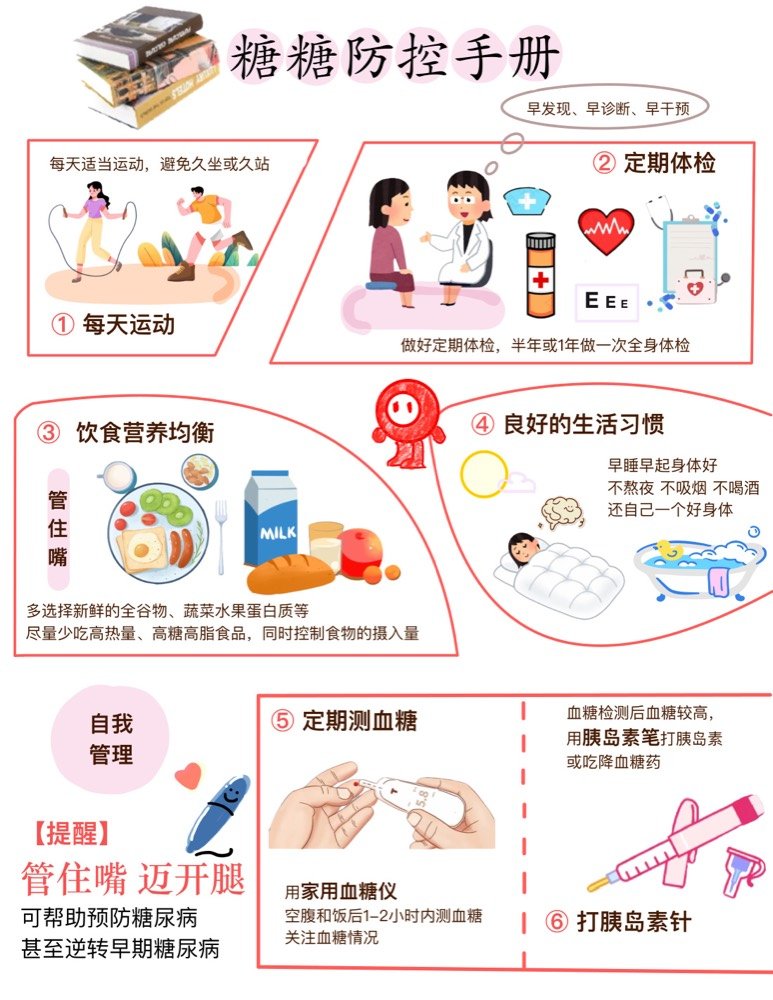 糖糖防控手册
早发现、早诊断、早干预
每天适当运动，避免久坐或久站
① 每天运动
② 定期体检
E E E
做好定期体检，半年或1年做一次全身体检
③ 饮食营养均衡
管住嘴
MILK
多选择新鲜的全谷物、蔬菜水果蛋白质等
尽量少吃高热量、高糖高脂食品，同时控制食物的摄入量
④ 良好的生活习惯
早睡早起身体好
不熬夜 不吸烟 不喝酒
还自己一个好身体
自我
管理
【提醒】
管住嘴 迈开腿
可帮助预防糖尿病
甚至逆转早期糖尿病
⑤ 定期测血糖
5.8
用家用血糖仪
空腹和饭后1-2小时内测血糖
关注血糖情况
血糖检测后血糖较高，
用胰岛素笔打胰岛素
或吃降血糖药
⑥ 打胰岛素针